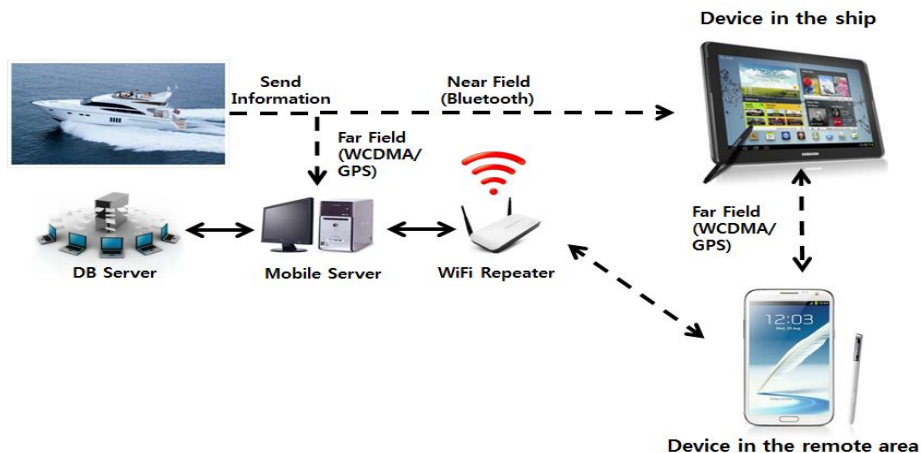 Device in the ship
Send
Information
Near Field
(Bluetooth)
Far Field
(WCDMA/
GPS)
Far Field
(WCDMA/
GPS)
DB Server
Mobile Server
WiFi Repeater
SAMSUNG
12:03
Device in the remote area